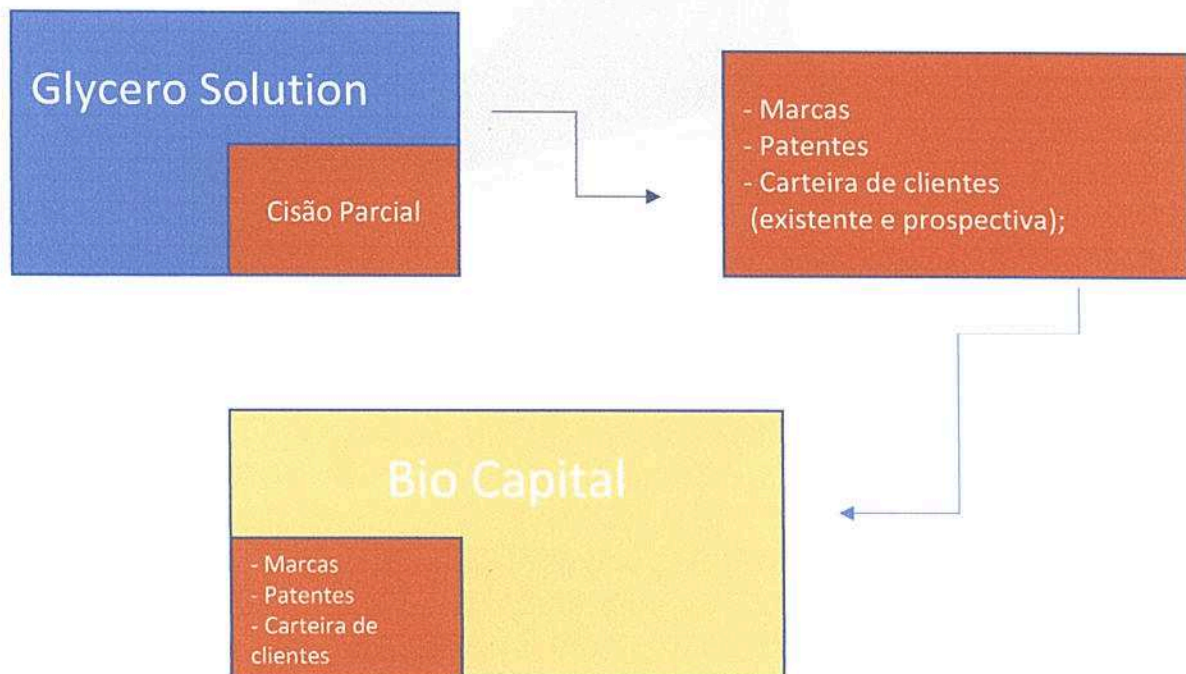 Glycero Solution
Cisão Parcial
- Marcas
- Patentes
- Carteira de clientes
(existente e prospectiva);
Bio Capital
- Marcas
- Patentes
- Carteira de
clientes